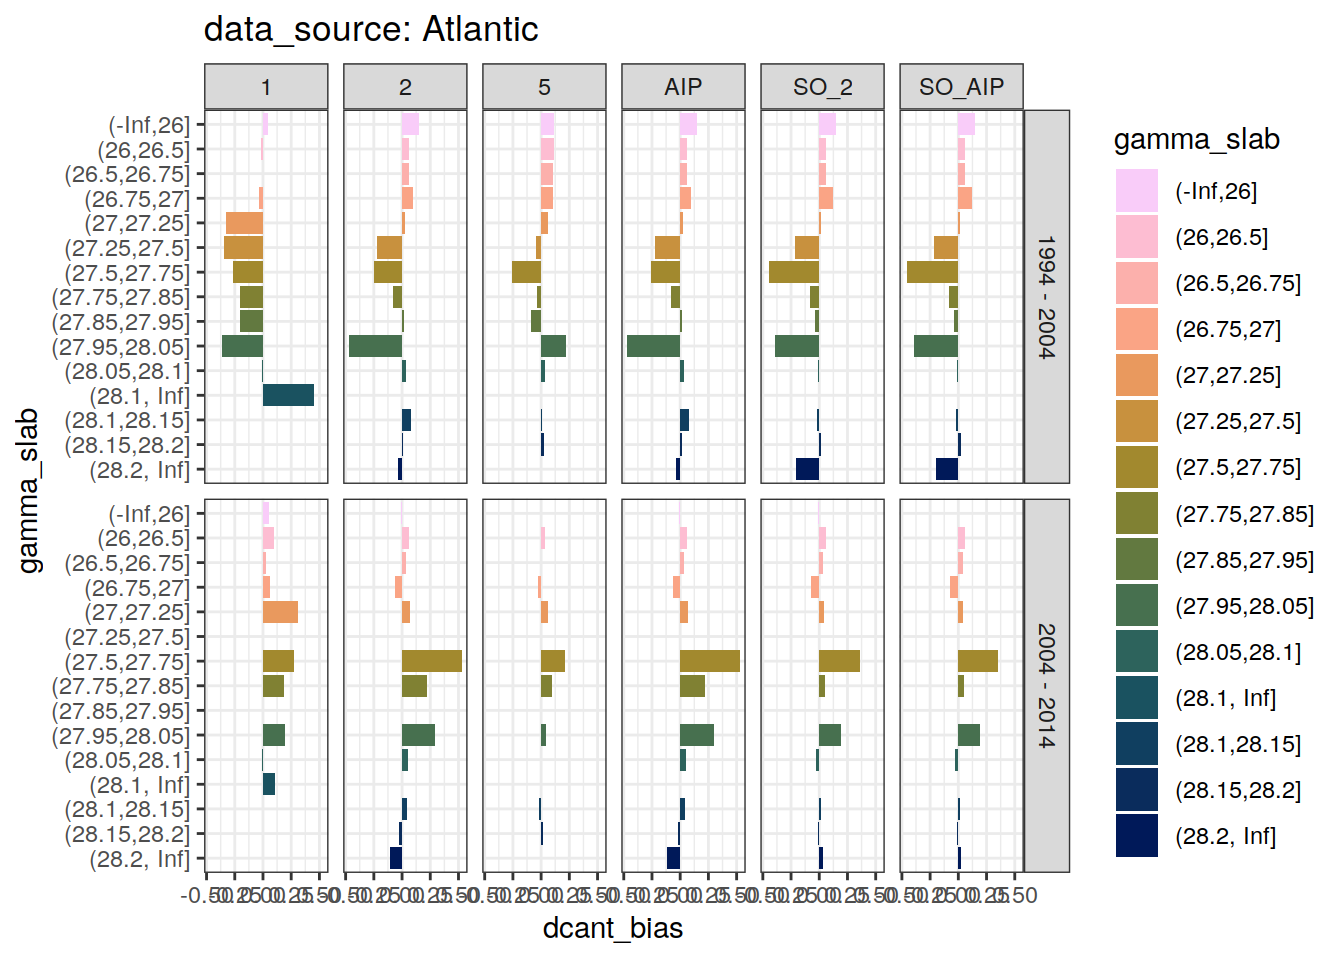 data_source: Atlantic
1 2 5 AIP SO_2 SO_AIP
(-Inf,26]
(26,26.5]
(26.5,26.75]
(26.75,27]
(27,27.25]
(27.25,27.5]
(27.5,27.75]
(27.75,27.85]
(27.85,27.95]
(27.95,28.05]
(28.05,28.1]
(28.1, Inf]
(28.1,28.15]
(28.15,28.2]
(28.2, Inf]
1994 - 2004
(-Inf,26]
(26,26.5]
(26.5,26.75]
(26.75,27]
(27,27.25]
(27.25,27.5]
(27.5,27.75]
(27.75,27.85]
(27.85,27.95]
(27.95,28.05]
(28.05,28.1]
(28.1, Inf]
(28.1,28.15]
(28.15,28.2]
(28.2, Inf]
2004 - 2014
gamma_slab
dcant_bias
gamma_slab
(-Inf,26]
(26,26.5]
(26.5,26.75]
(26.75,27]
(27,27.25]
(27.25,27.5]
(27.5,27.75]
(27.75,27.85]
(27.85,27.95]
(27.95,28.05]
(28.05,28.1]
(28.1, Inf]
(28.1,28.15]
(28.15,28.2]
(28.2, Inf]